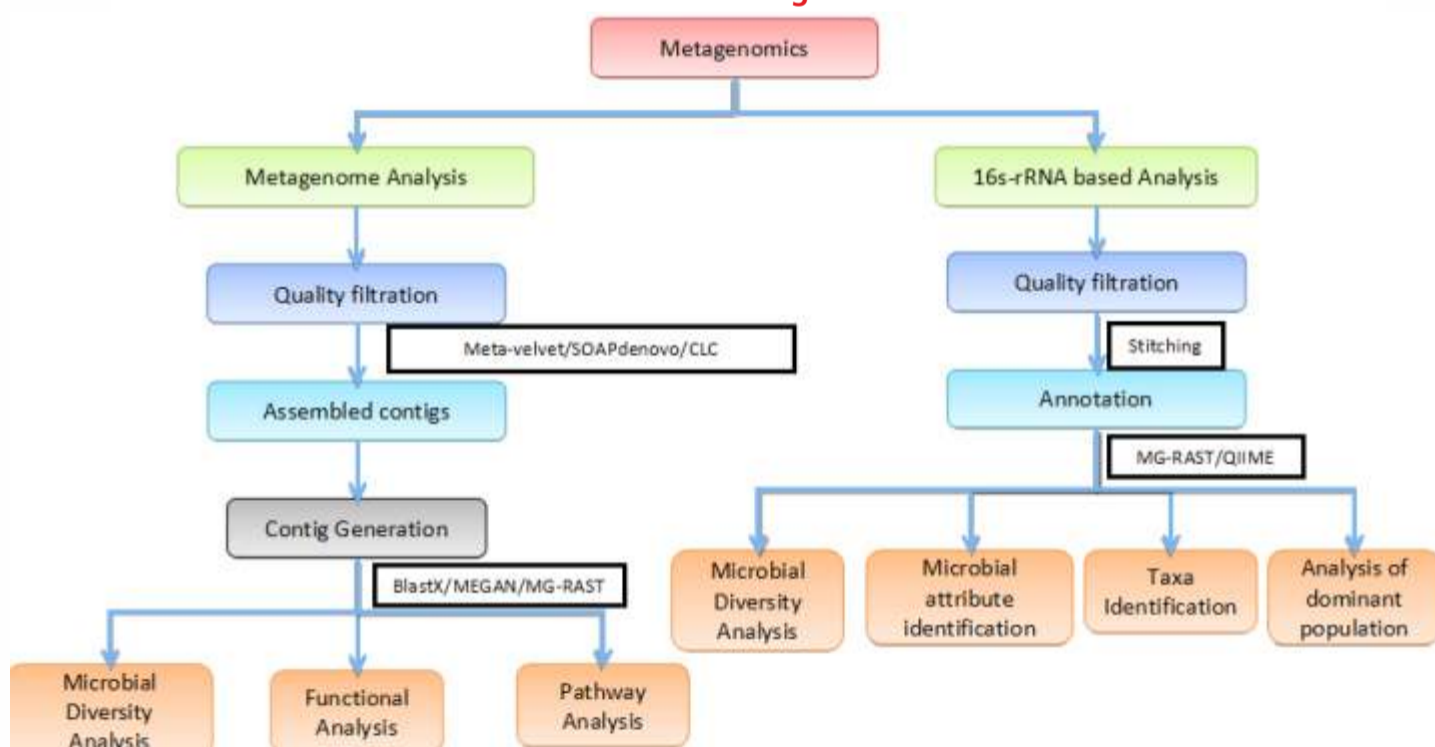 Metagenomics
Metagenome Analysis
16s-rRNA based Analysis
Quality filtration
Quality filtration
Meta-velvet/SOAPdenovo/CLC
Stitching
Assembled contigs
Annotation
MG-RAST/QIIME
Contig Generation
BlastX/MEGAN/MG-RAST
Microbial
Diversity
Analysis
Microbial
attribute
identification
Taxa
Identification
Analysis of
dominant
population
Microbial
Diversity
Analysis
Functional
Analysis
Pathway
Analysis